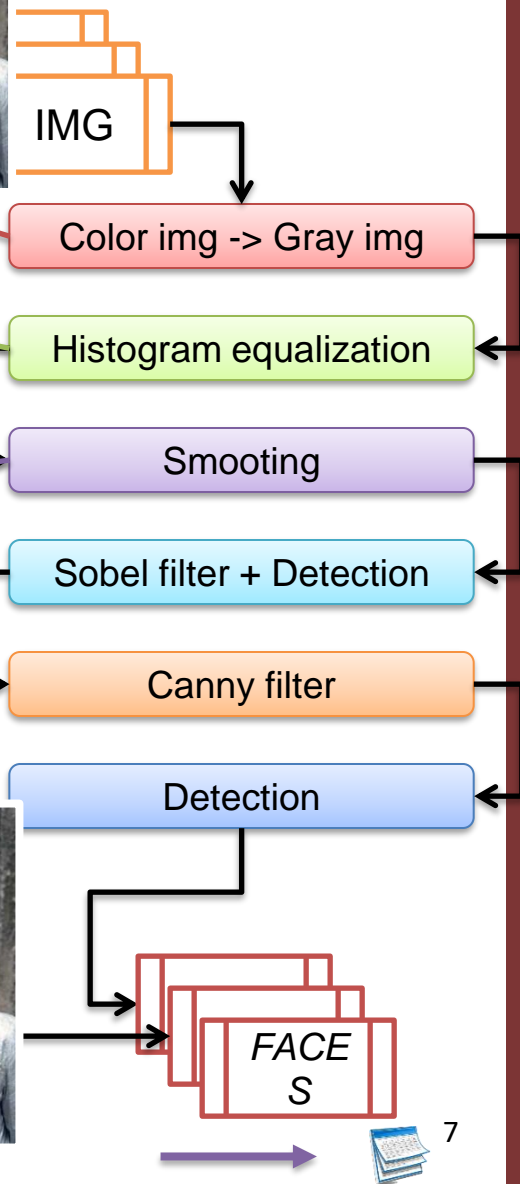 IMG
Color img -> Gray img
Histogram equalization
Smooting
Sobel filter + Detection
Canny filter
Detection
FACE
S
7